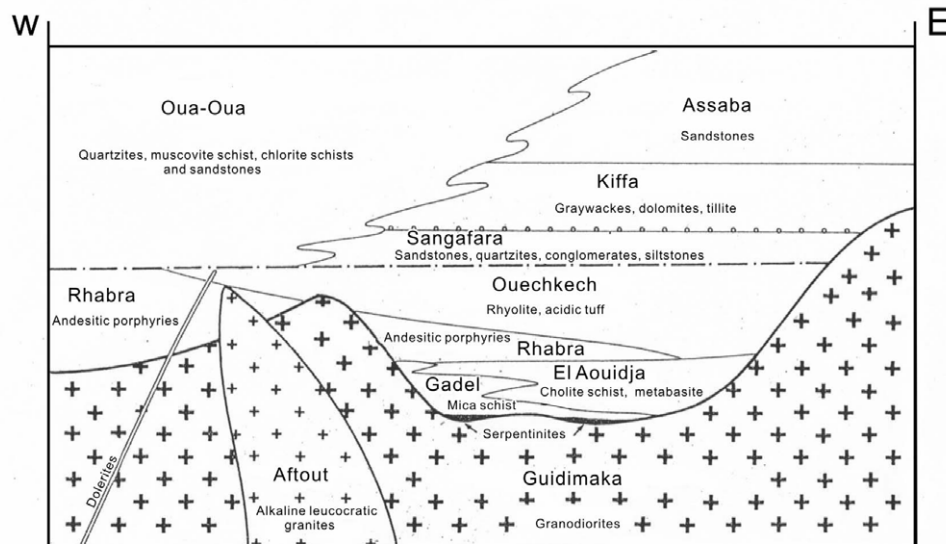 W
E
Oua-Oua
Quartzites, muscovite schist, chlorite schists
and sandstones
Assaba
Sandstones
Kiffa
Graywackes, dolomites, tillite
Sangafara
Sandstones, quartzites, conglomerates, siltstones
Ouechkech
Rhyolite, acidic tuff
Rhabra
Andesitic porphyries
Andesitic porphyries
Rhabra
El Aouidja
Cholite schist, metabasite
Gadel
Mica schist
Serpentinites
Dolerites
Aftout
Alkaline leucocratic
granites
Guidimaka
Granodiorites